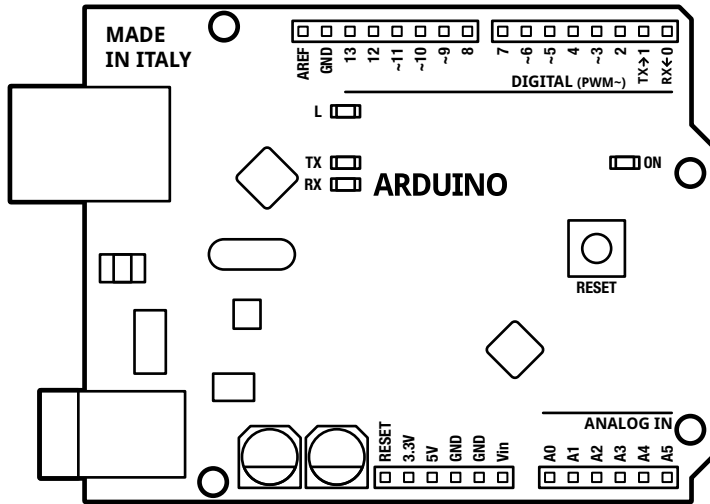 MADE
IN ITALY
AREF
GND
13
12
~11
~10
~9
8
7
~6
~5
4
~3
2
TX→1
RX←0
DIGITAL (PWM~)
L
TX
RX
ARDUINO
ON
RESET
ANALOG IN
RESET
3.3V
5V
GND
GND
Vin
A0
A1
A2
A3
A4
A5